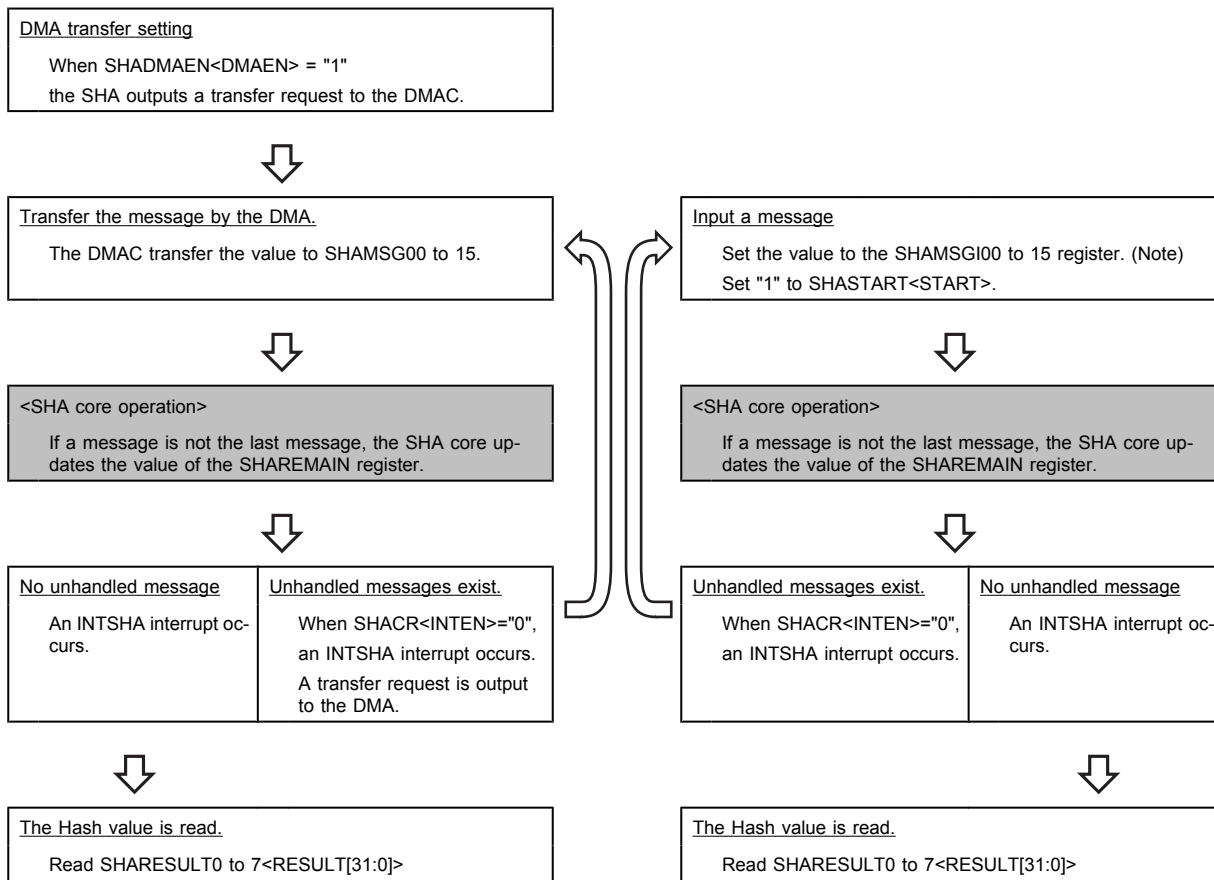 DMA transfer setting
When SHADMAEN<DMAEN> = "1"
the SHA outputs a transfer request to the DMAC.
Transfer the message by the DMA.
The DMAC transfer the value to SHAMSG00 to 15.
<SHA core operation>
If a message is not the last message, the SHA core up-
dates the value of the SHAREMAIN register.
No unhandled message
An INTSHA interrupt oc-
curs.
Unhandled messages exist.
When SHACR<INTEN>="0",
an INTSHA interrupt occurs.
A transfer request is output
to the DMA.
The Hash value is read.
Read SHARESULT0 to 7<RESULT[31:0]>
Input a message
Set the value to the SHAMSGI00 to 15 register. (Note)
Set "1" to SHASTART<START>.
<SHA core operation>
If a message is not the last message, the SHA core up-
dates the value of the SHAREMAIN register.
Unhandled messages exist.
When SHACR<INTEN>="0",
an INTSHA interrupt occurs.
No unhandled message
An INTSHA interrupt oc-
curs.
The Hash value is read.
Read SHARESULT0 to 7<RESULT[31:0]>